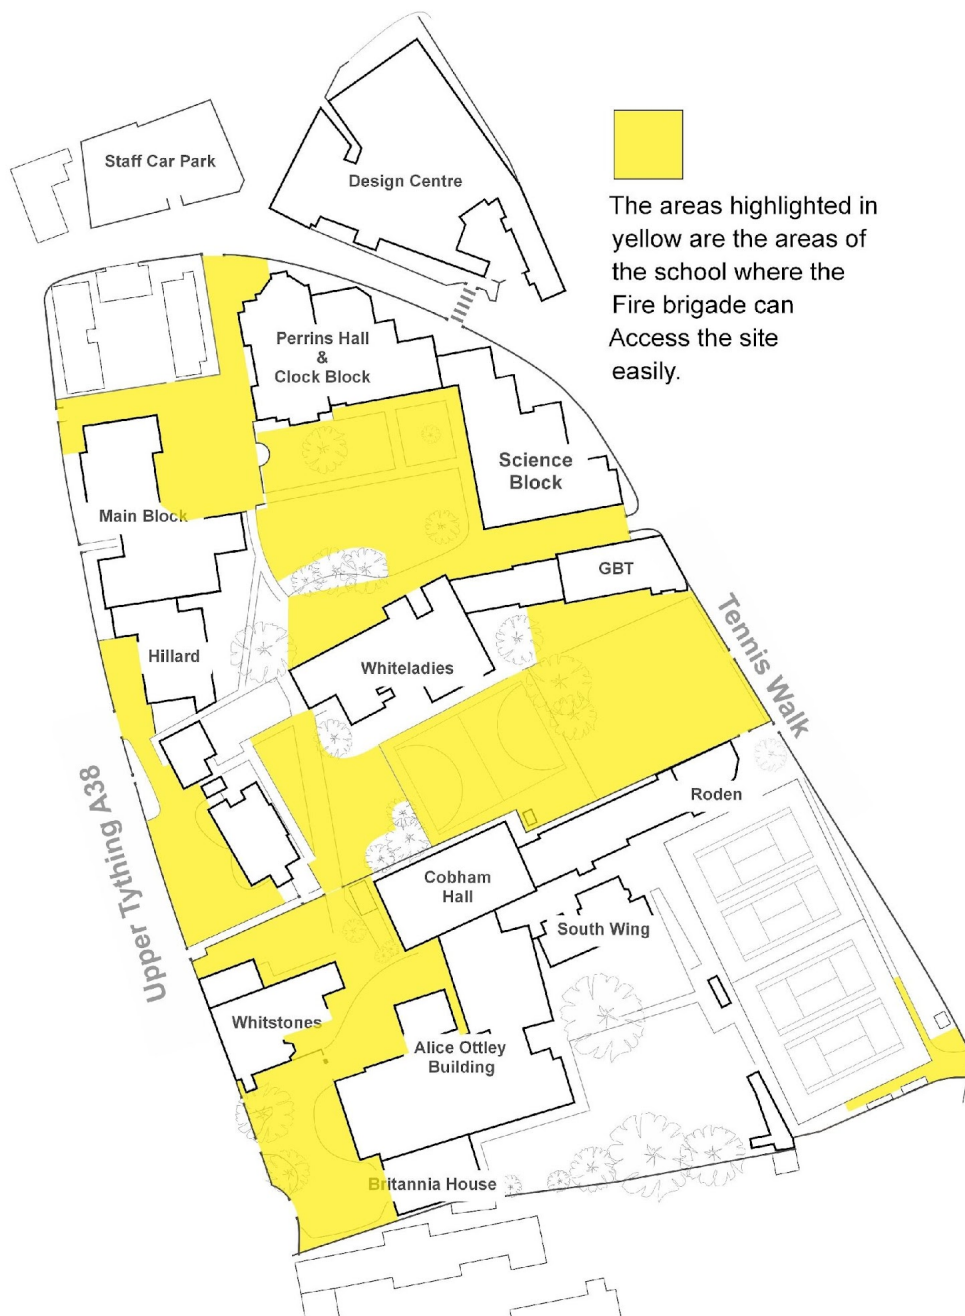 Staff Car Park
Design Centre
The areas highlighted in
yellow are the areas of
the school where the
Fire brigade can
Access the site
easily.
Perrins Hall
&
Clock Block
Science
Block
Main Block
GBT
Hillard
Whiteladies
Tennis Walk
Upper Tything A38
Roden
Cobham
Hall
South Wing
Whitstones
Alice Ottley
Building
Britannia House